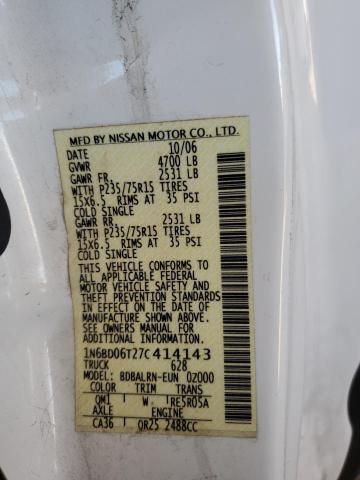 MFD BY NISSAN MOTOR CO., LTD.
DATE 10/06
GVWR 4700 LB
GAWR FR. 2531 LB
WITH P235/75R15 TIRES
15X6.5 RIMS AT 35 PSI
COLD SINGLE
GAWR RR. 2531 LB
WITH P235/75R15 TIRES
15X6.5 RIMS AT 35 PSI
COLD SINGLE
THIS VEHICLE CONFORMS TO
ALL APPLICABLE FEDERAL
MOTOR VEHICLE SAFETY
STANDARDS IN EFFECT ON THE
DATE OF MANUFACTURE SHOWN ABOVE.
SEE OWNERS MANUAL FOR
ADDITIONAL INFORMATION.
1N6BD06T27C414143
TRUCK 628
MODEL: BDBALRN-EUN 0Z000
COLOR TRIM TRANS
QM1 W RE5R05A
AXLE ENGINE
CA36 QR25 2488CC